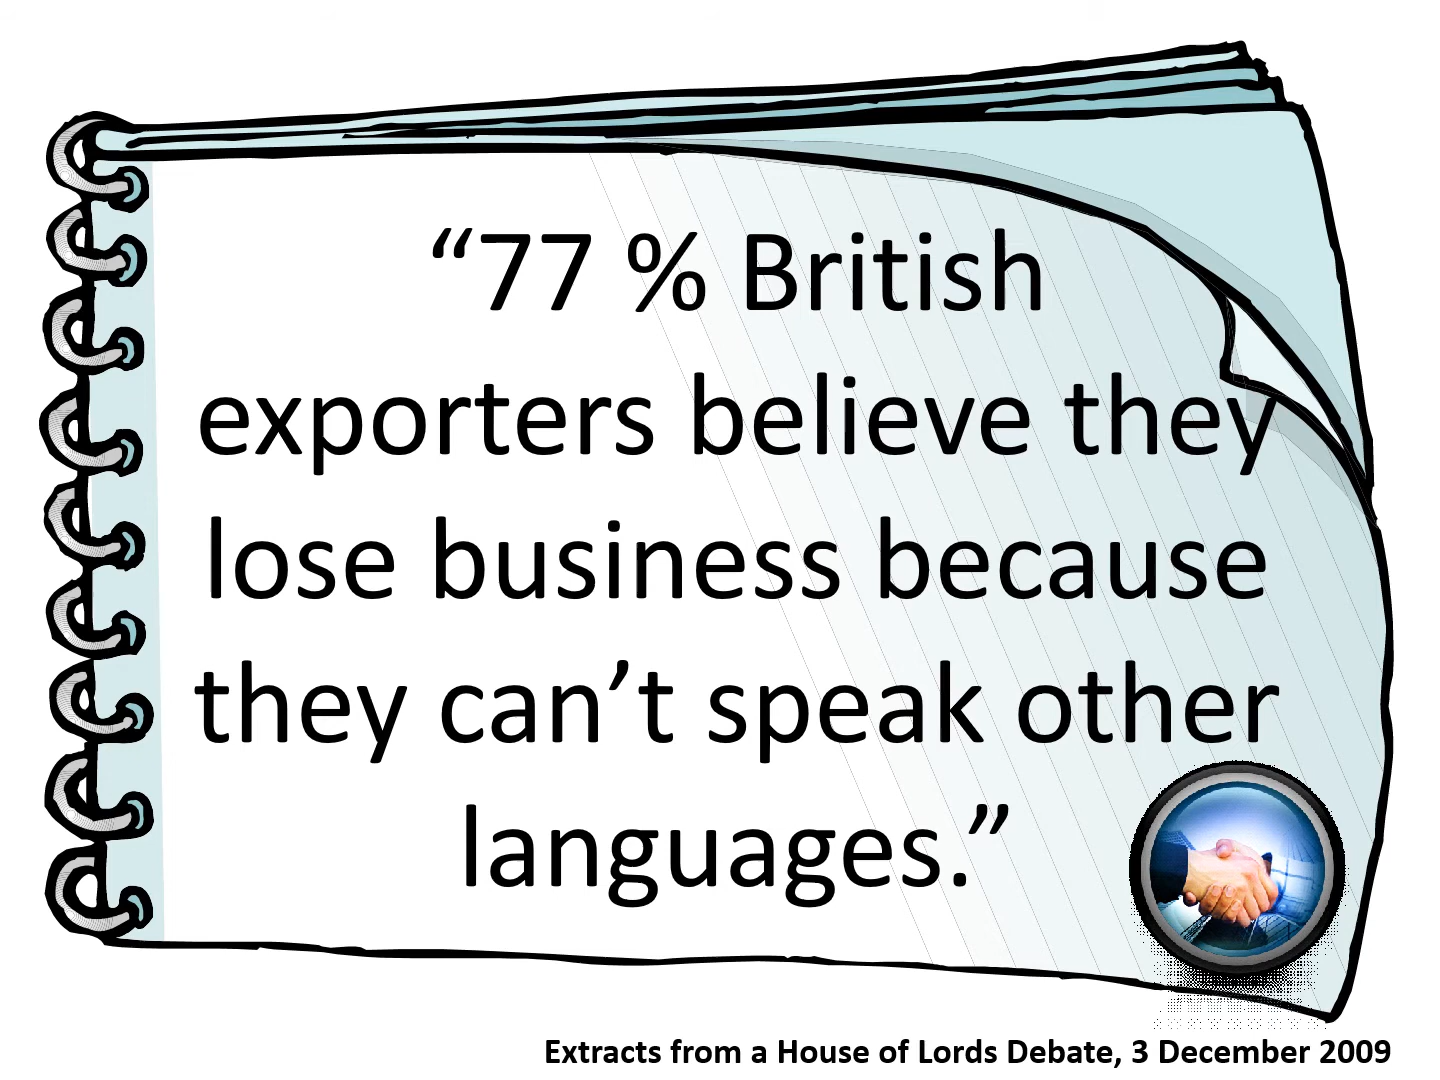 “77 % British
exporters believe they
lose business because
they can’t speak other
languages.”
Extracts from a House of Lords Debate, 3 December 2009